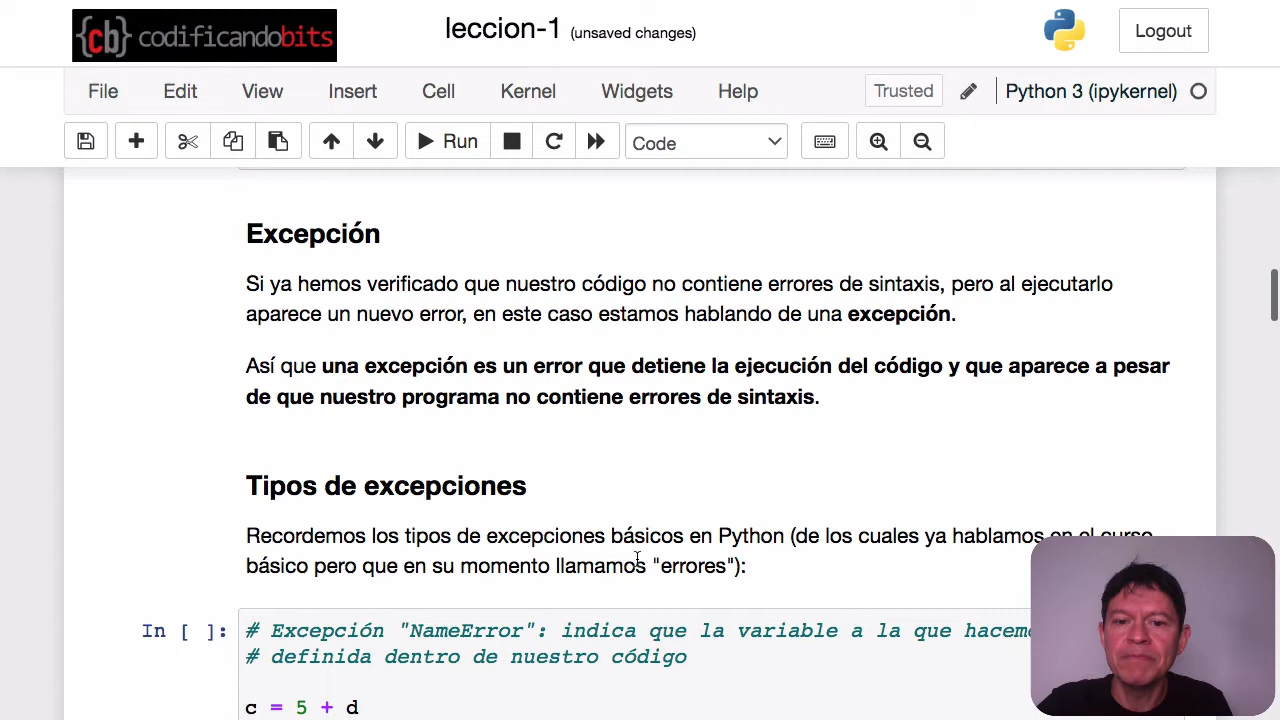 {cb} codificandobits
leccion-1 (unsaved changes)
Logout
File Edit View Insert Cell Kernel Widgets Help
Trusted
Python 3 (ipykernel)
Run
Code
Excepción
Si ya hemos verificado que nuestro código no contiene errores de sintaxis, pero al ejecutarlo
aparece un nuevo error, en este caso estamos hablando de una excepción.
Así que una excepción es un error que detiene la ejecución del código y que aparece a pesar
de que nuestro programa no contiene errores de sintaxis.
Tipos de excepciones
Recordemos los tipos de excepciones básicos en Python (de los cuales ya hablamos en el curso
básico pero que en su momento llamamos "errores"):
In [ ]:
# Excepción "NameError": indica que la variable a la que
# definida dentro de nuestro código
c = 5 + d